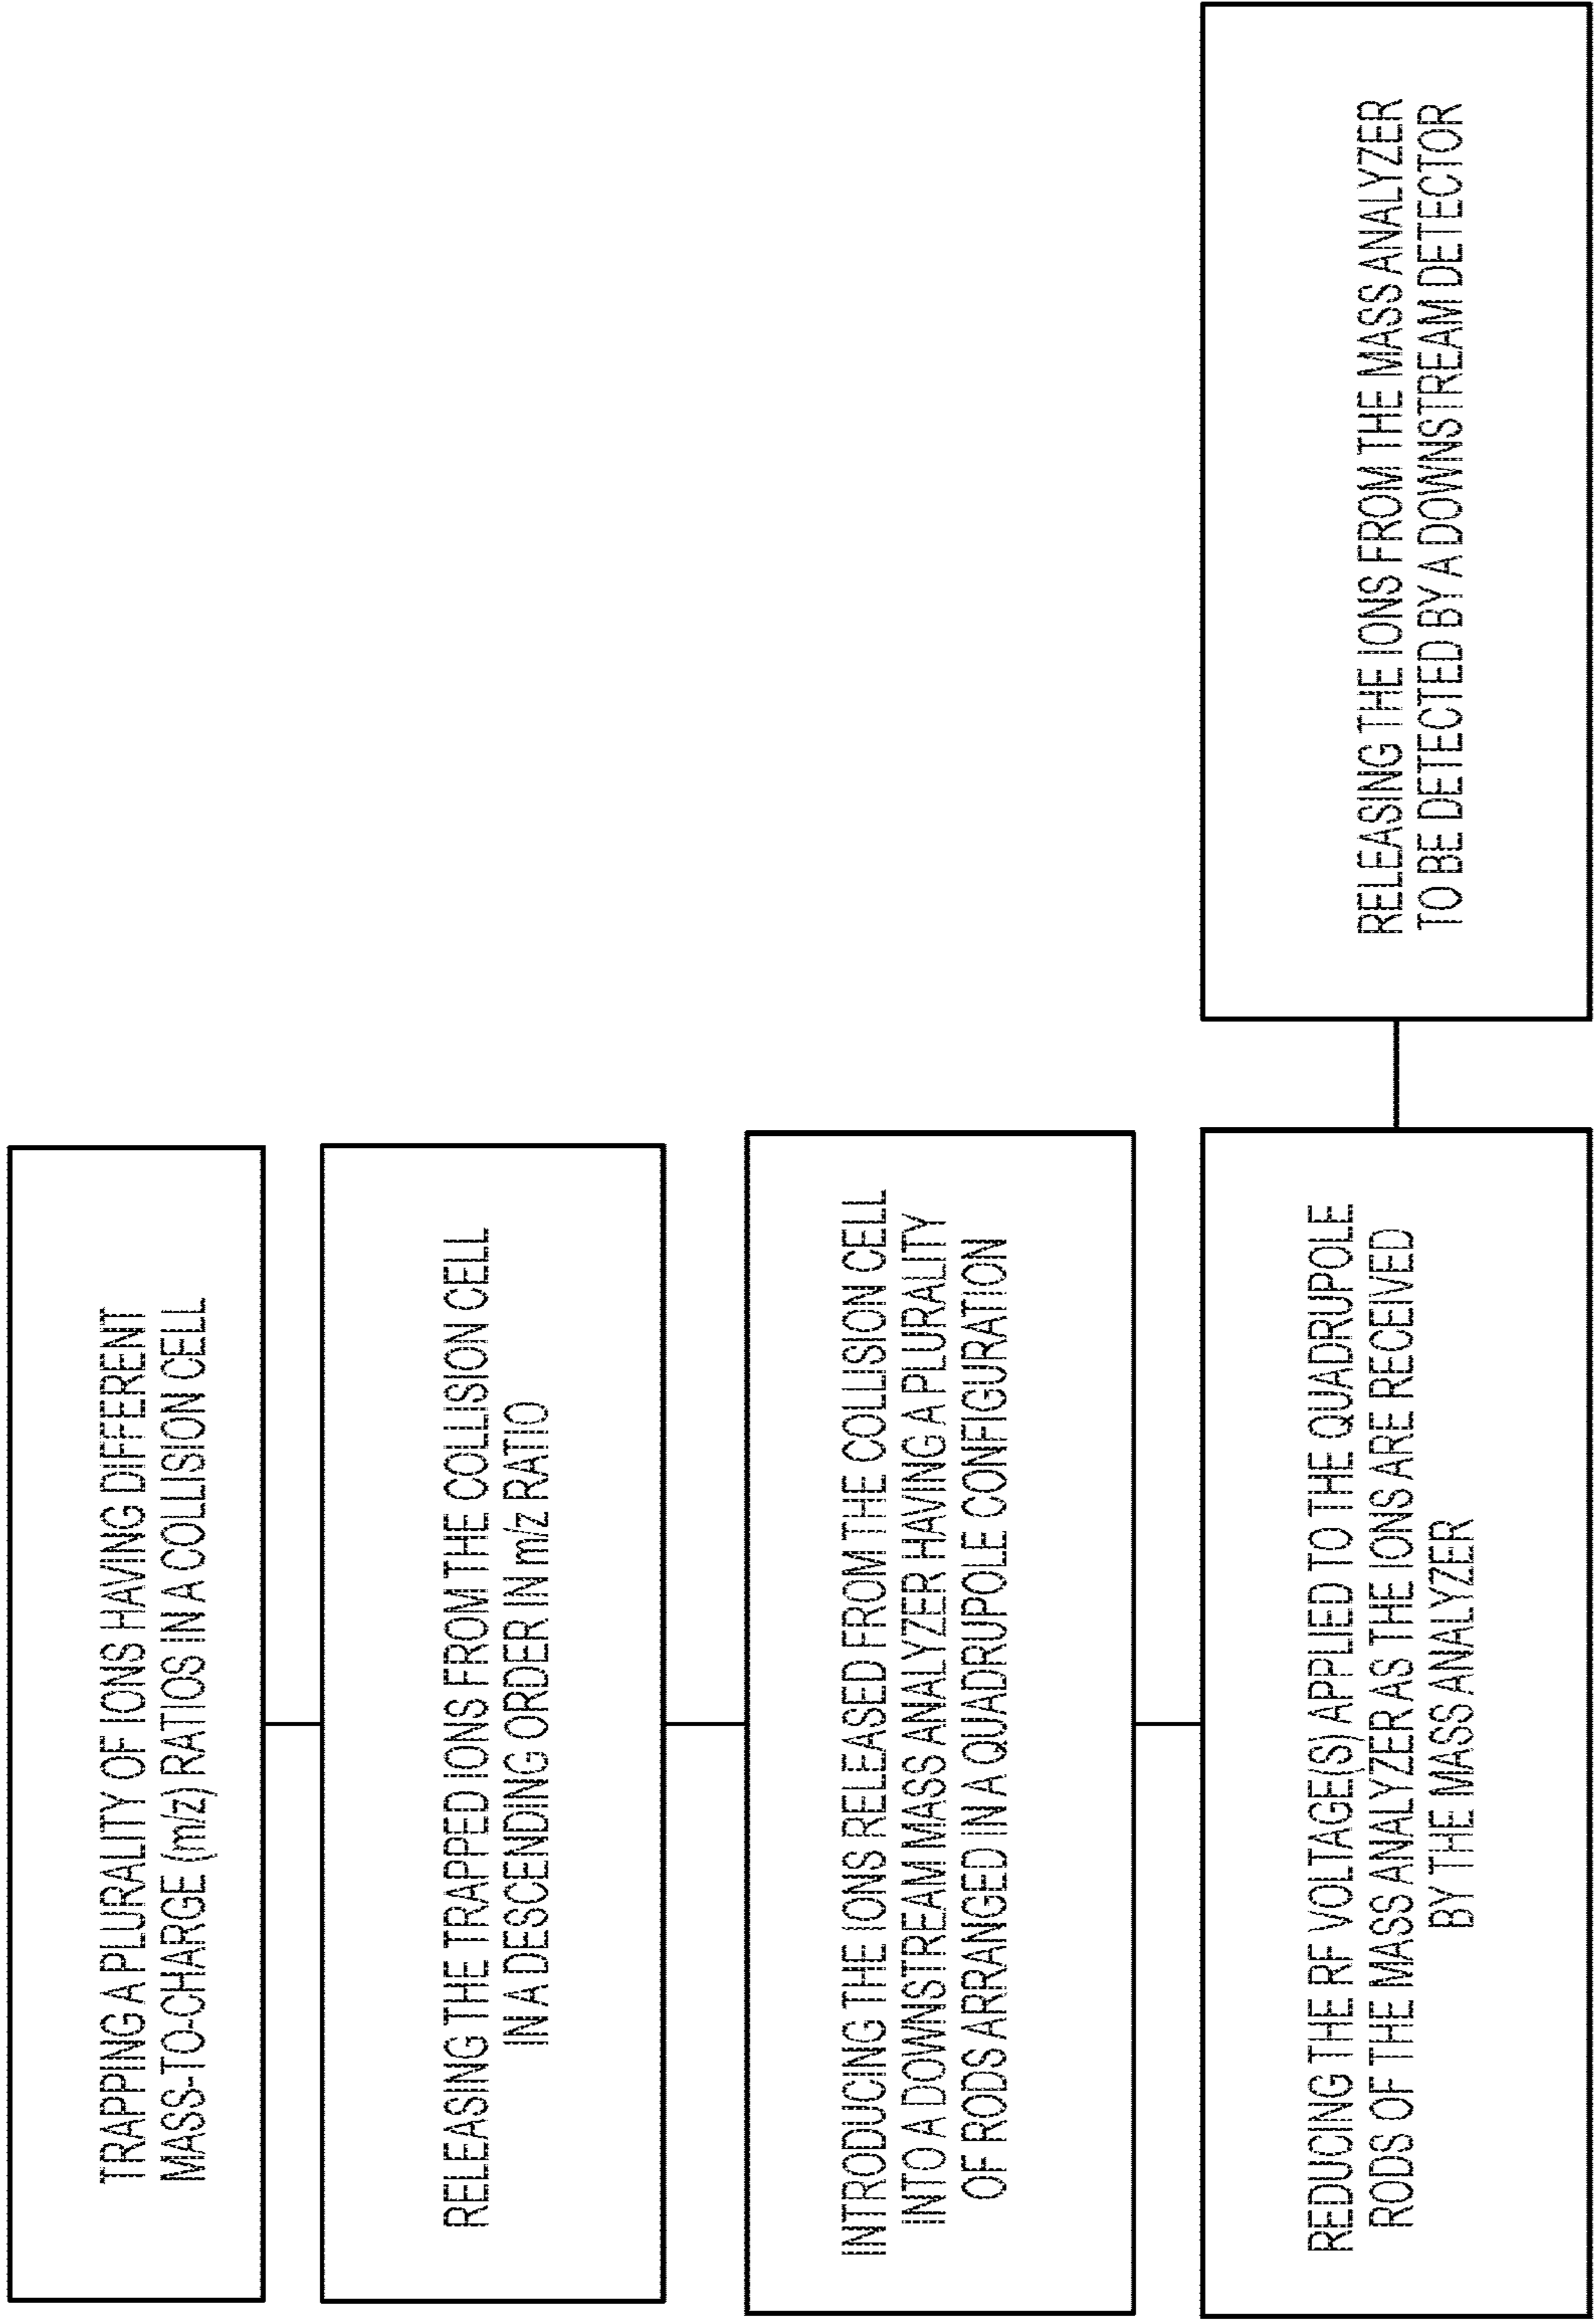 TRAPPING A PLURALITY OF IONS HAVING DIFFERENT
MASS-TO-CHARGE (m/z) RATIOS IN A COLLISION CELL
RELEASING THE TRAPPED IONS FROM THE COLLISION CELL
IN A DESCENDING ORDER IN m/z RATIO
INTRODUCING THE IONS RELEASED FROM THE COLLISION CELL
INTO A DOWNSTREAM MASS ANALYZER HAVING A PLURALITY
OF RODS ARRANGED IN A QUADRUPOLE CONFIGURATION
REDUCING THE RF VOLTAGE(S) APPLIED TO THE QUADRUPOLE
RODS OF THE MASS ANALYZER AS THE IONS ARE RECEIVED
BY THE MASS ANALYZER
RELEASING THE IONS FROM THE MASS ANALYZER
TO BE DETECTED BY A DOWNSTREAM DETECTOR